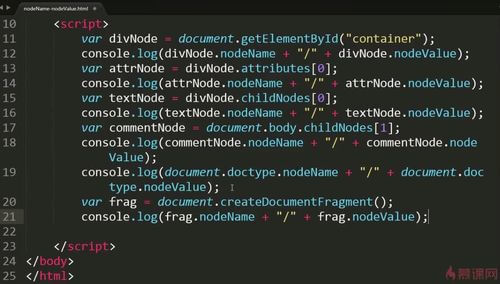 nodeName-nodeValue.html
10 <script>
11 var divNode = document.getElementById("container");
12 console.log(divNode.nodeName + "/" + divNode.nodeValue);
13 var attrNode = divNode.attributes[0];
14 console.log(attrNode.nodeName + "/" + attrNode.nodeValue);
15 var textNode = divNode.childNodes[0];
16 console.log(textNode.nodeName + "/" + textNode.nodeValue);
17 var commentNode = document.body.childNodes[1];
18 console.log(commentNode.nodeName + "/" + commentNode.node
Value);
19 console.log(document.doctype.nodeName + "/" + document.doc
type.nodeValue);
20 var frag = document.createDocumentFragment();
21 console.log(frag.nodeName + "/" + frag.nodeValue);
22
23 </script>
24 </body>
25 </html>
慕课网